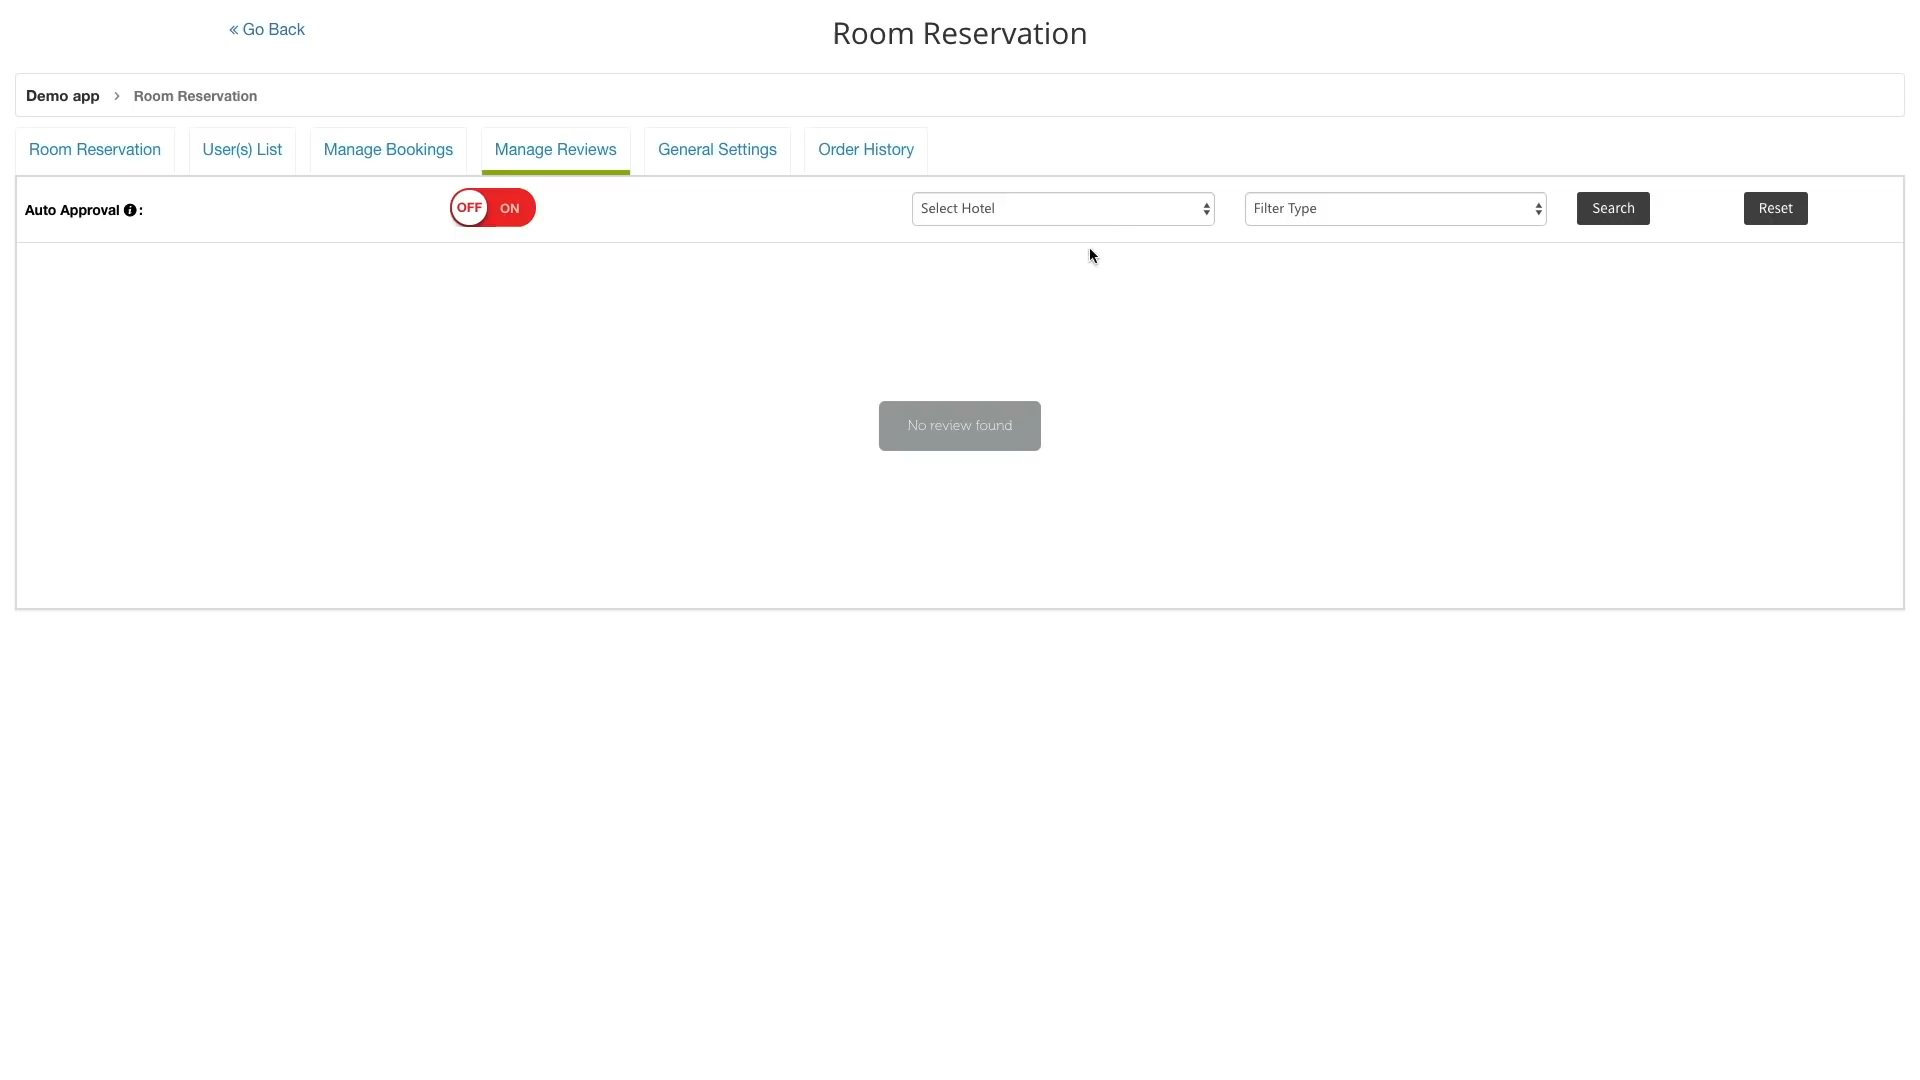 « Go Back
Room Reservation
Demo app > Room Reservation
Room Reservation User(s) List Manage Bookings Manage Reviews General Settings Order History
Auto Approval : OFF ON Select Hotel Filter Type Search Reset
No review found